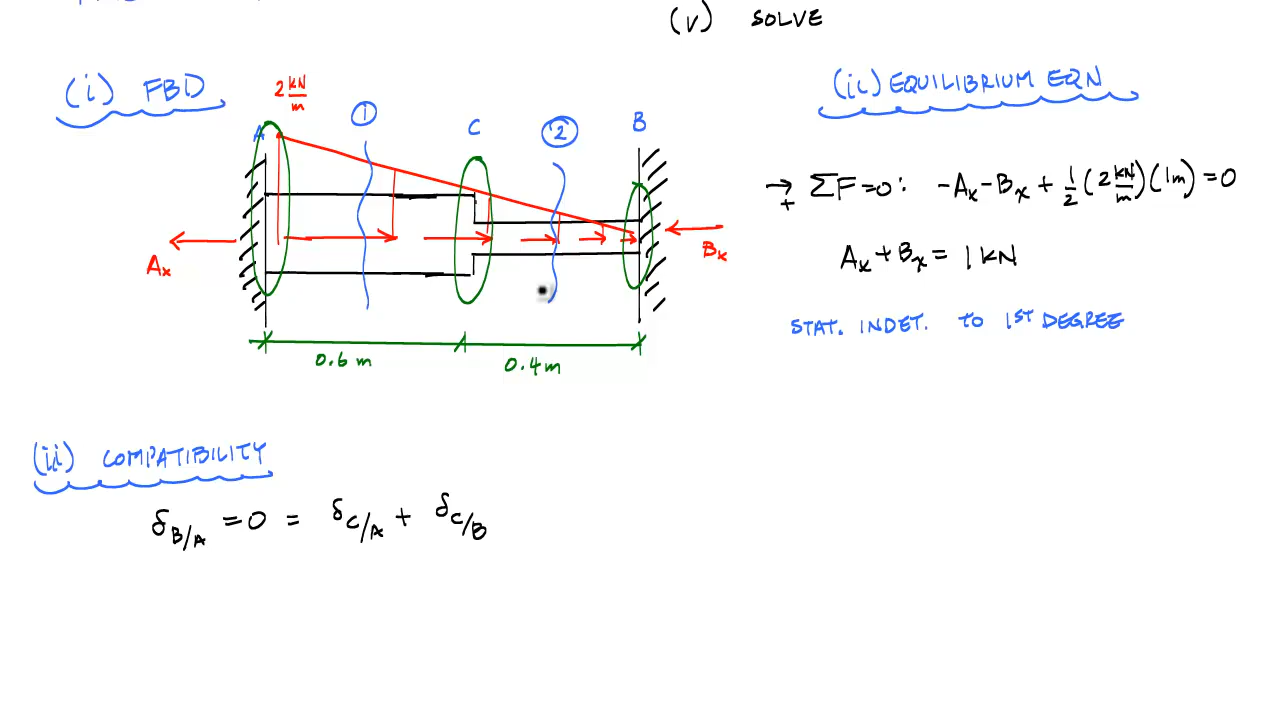 (v) SOLVE
(i) FBD
2 kN/m
A
①
C
②
B
Ax
Bx
0.6 m
0.4 m
(ii) EQUILIBRIUM EQN
→+ ΣF=0: -Ax - Bx + 1/2 (2 kN/m)(1m) = 0
Ax + Bx = 1 kN
STAT. INDET. TO 1ST DEGREE
(iii) COMPATIBILITY
δB/A = 0 = δC/A + δC/B